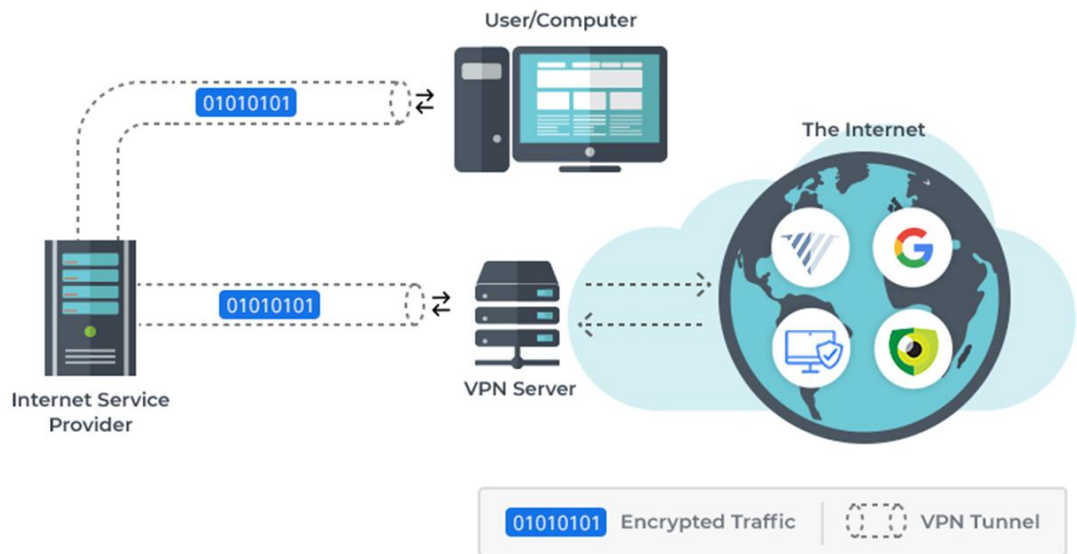 User/Computer
01010101
The Internet
01010101
Internet Service
Provider
VPN Server
01010101 Encrypted Traffic
VPN Tunnel